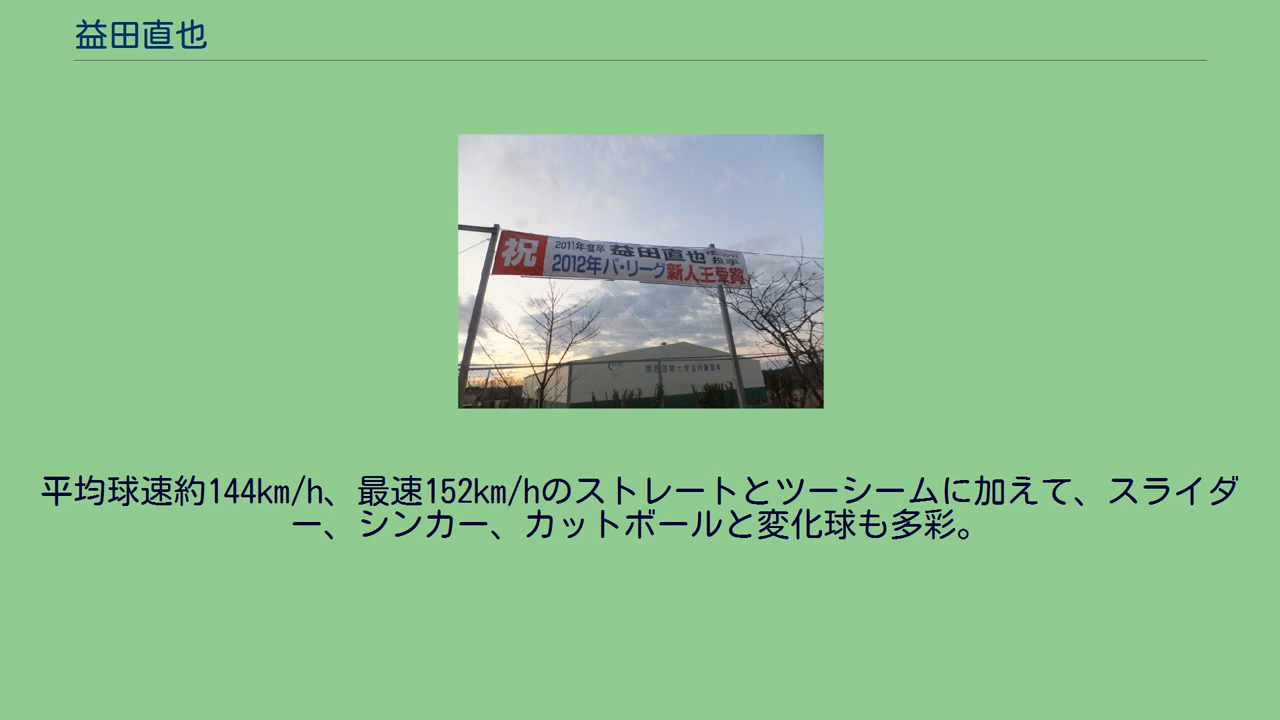 益田直也
祝
2011年度卒 益田直也 投手
2012年パ・リーグ新人王受賞
平均球速約144km/h、最速152km/hのストレートとツーシームに加えて、スライダ
ー、シンカー、カットボールと変化球も多彩。